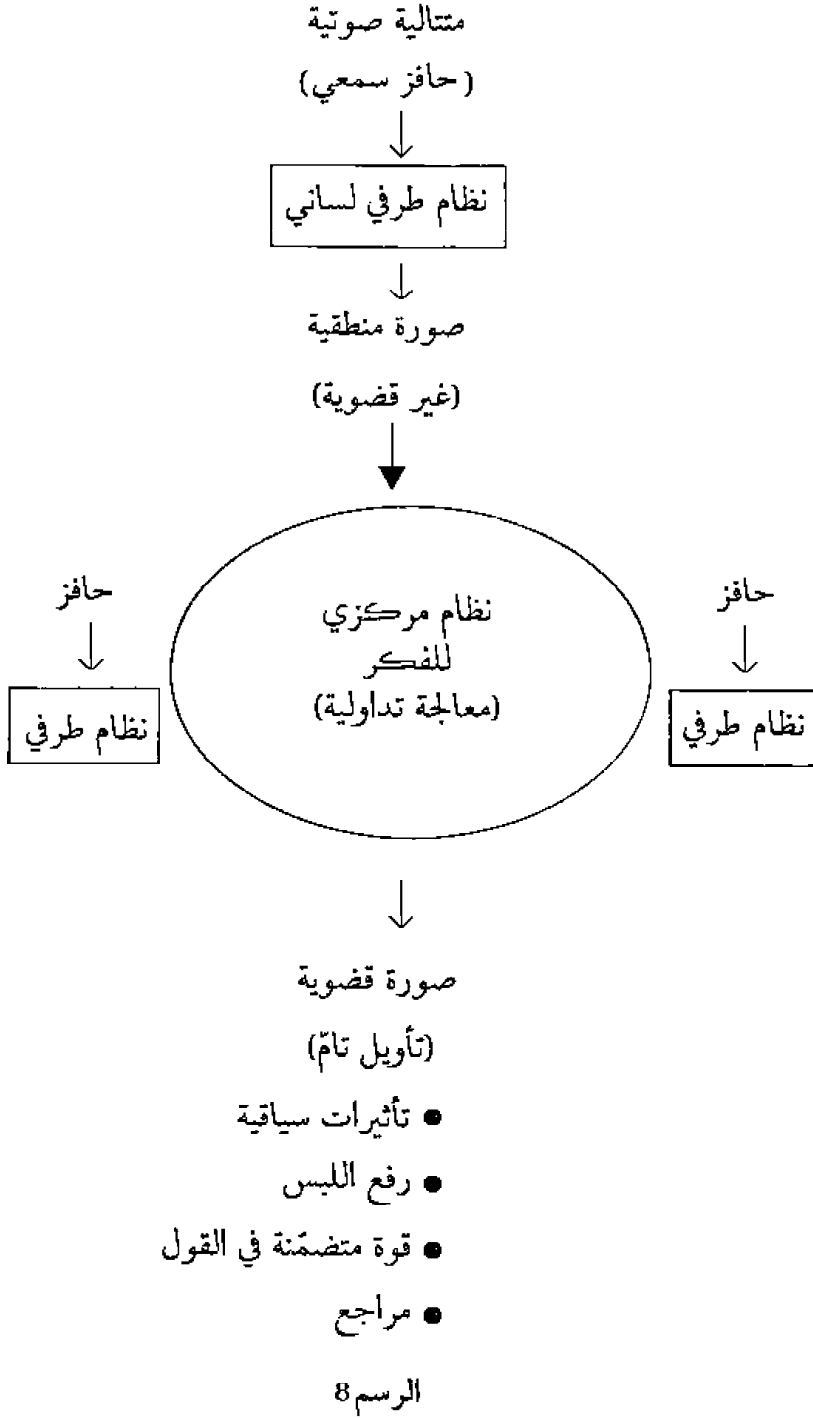 متتالية صوتية
(حافز سمعي)
نظام طرفي لساني
صورة منطقية
(غير قضوية)
حافز
نظام طرفي
نظام مركزي
للفكر
(معالجة تداولية)
حافز
نظام طرفي
صورة قضوية
(تأويل تامّ)
● تأثيرات سياقية
● رفع اللبس
● قوة متضمّنة في القول
● مراجع
الرسم 8